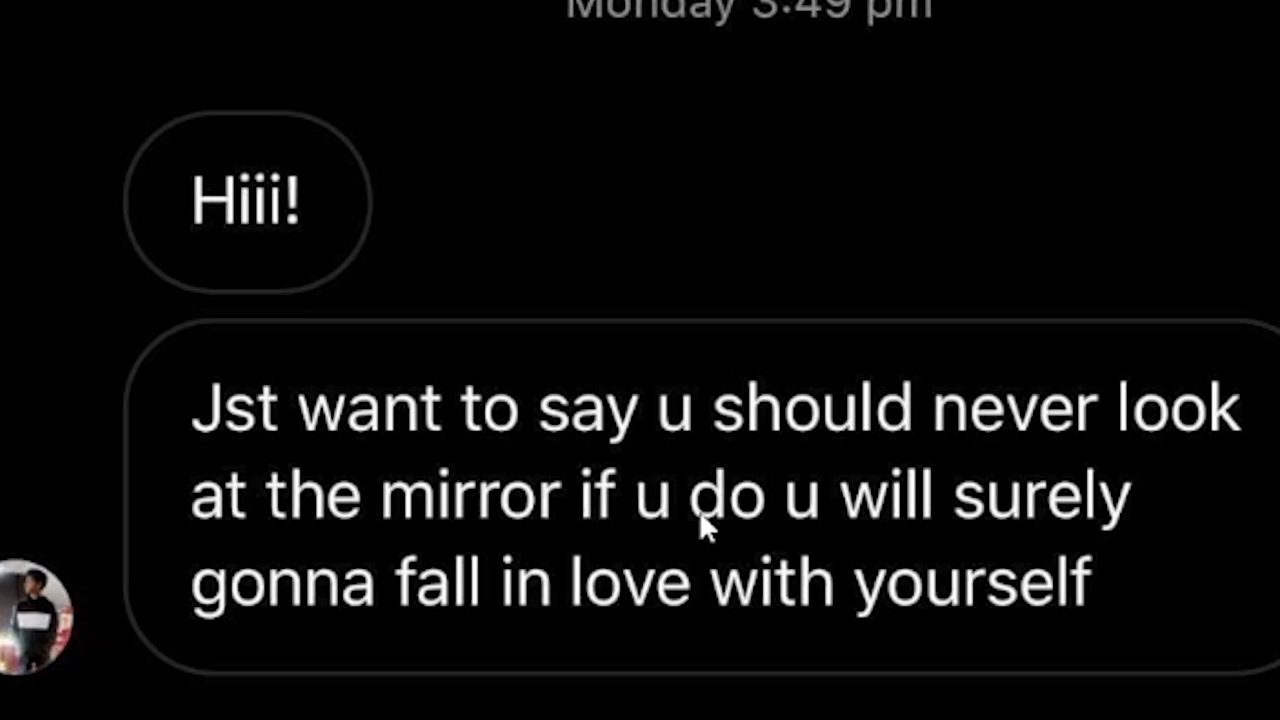 Monday 3:49 pm
Hiii!
Jst want to say u should never look
at the mirror if u do u will surely
gonna fall in love with yourself